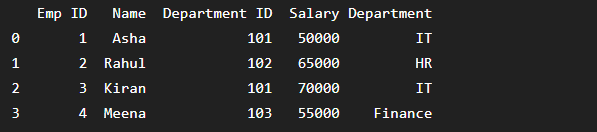 Emp ID Name Department ID Salary Department
0 1 Asha 101 50000 IT
1 2 Rahul 102 65000 HR
2 3 Kiran 101 70000 IT
3 4 Meena 103 55000 Finance